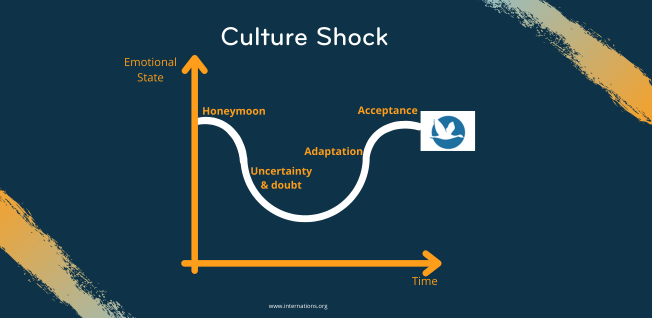 Culture Shock
Emotional
State
Honeymoon
Acceptance
Adaptation
Uncertainty
& doubt
Time
www.internations.org